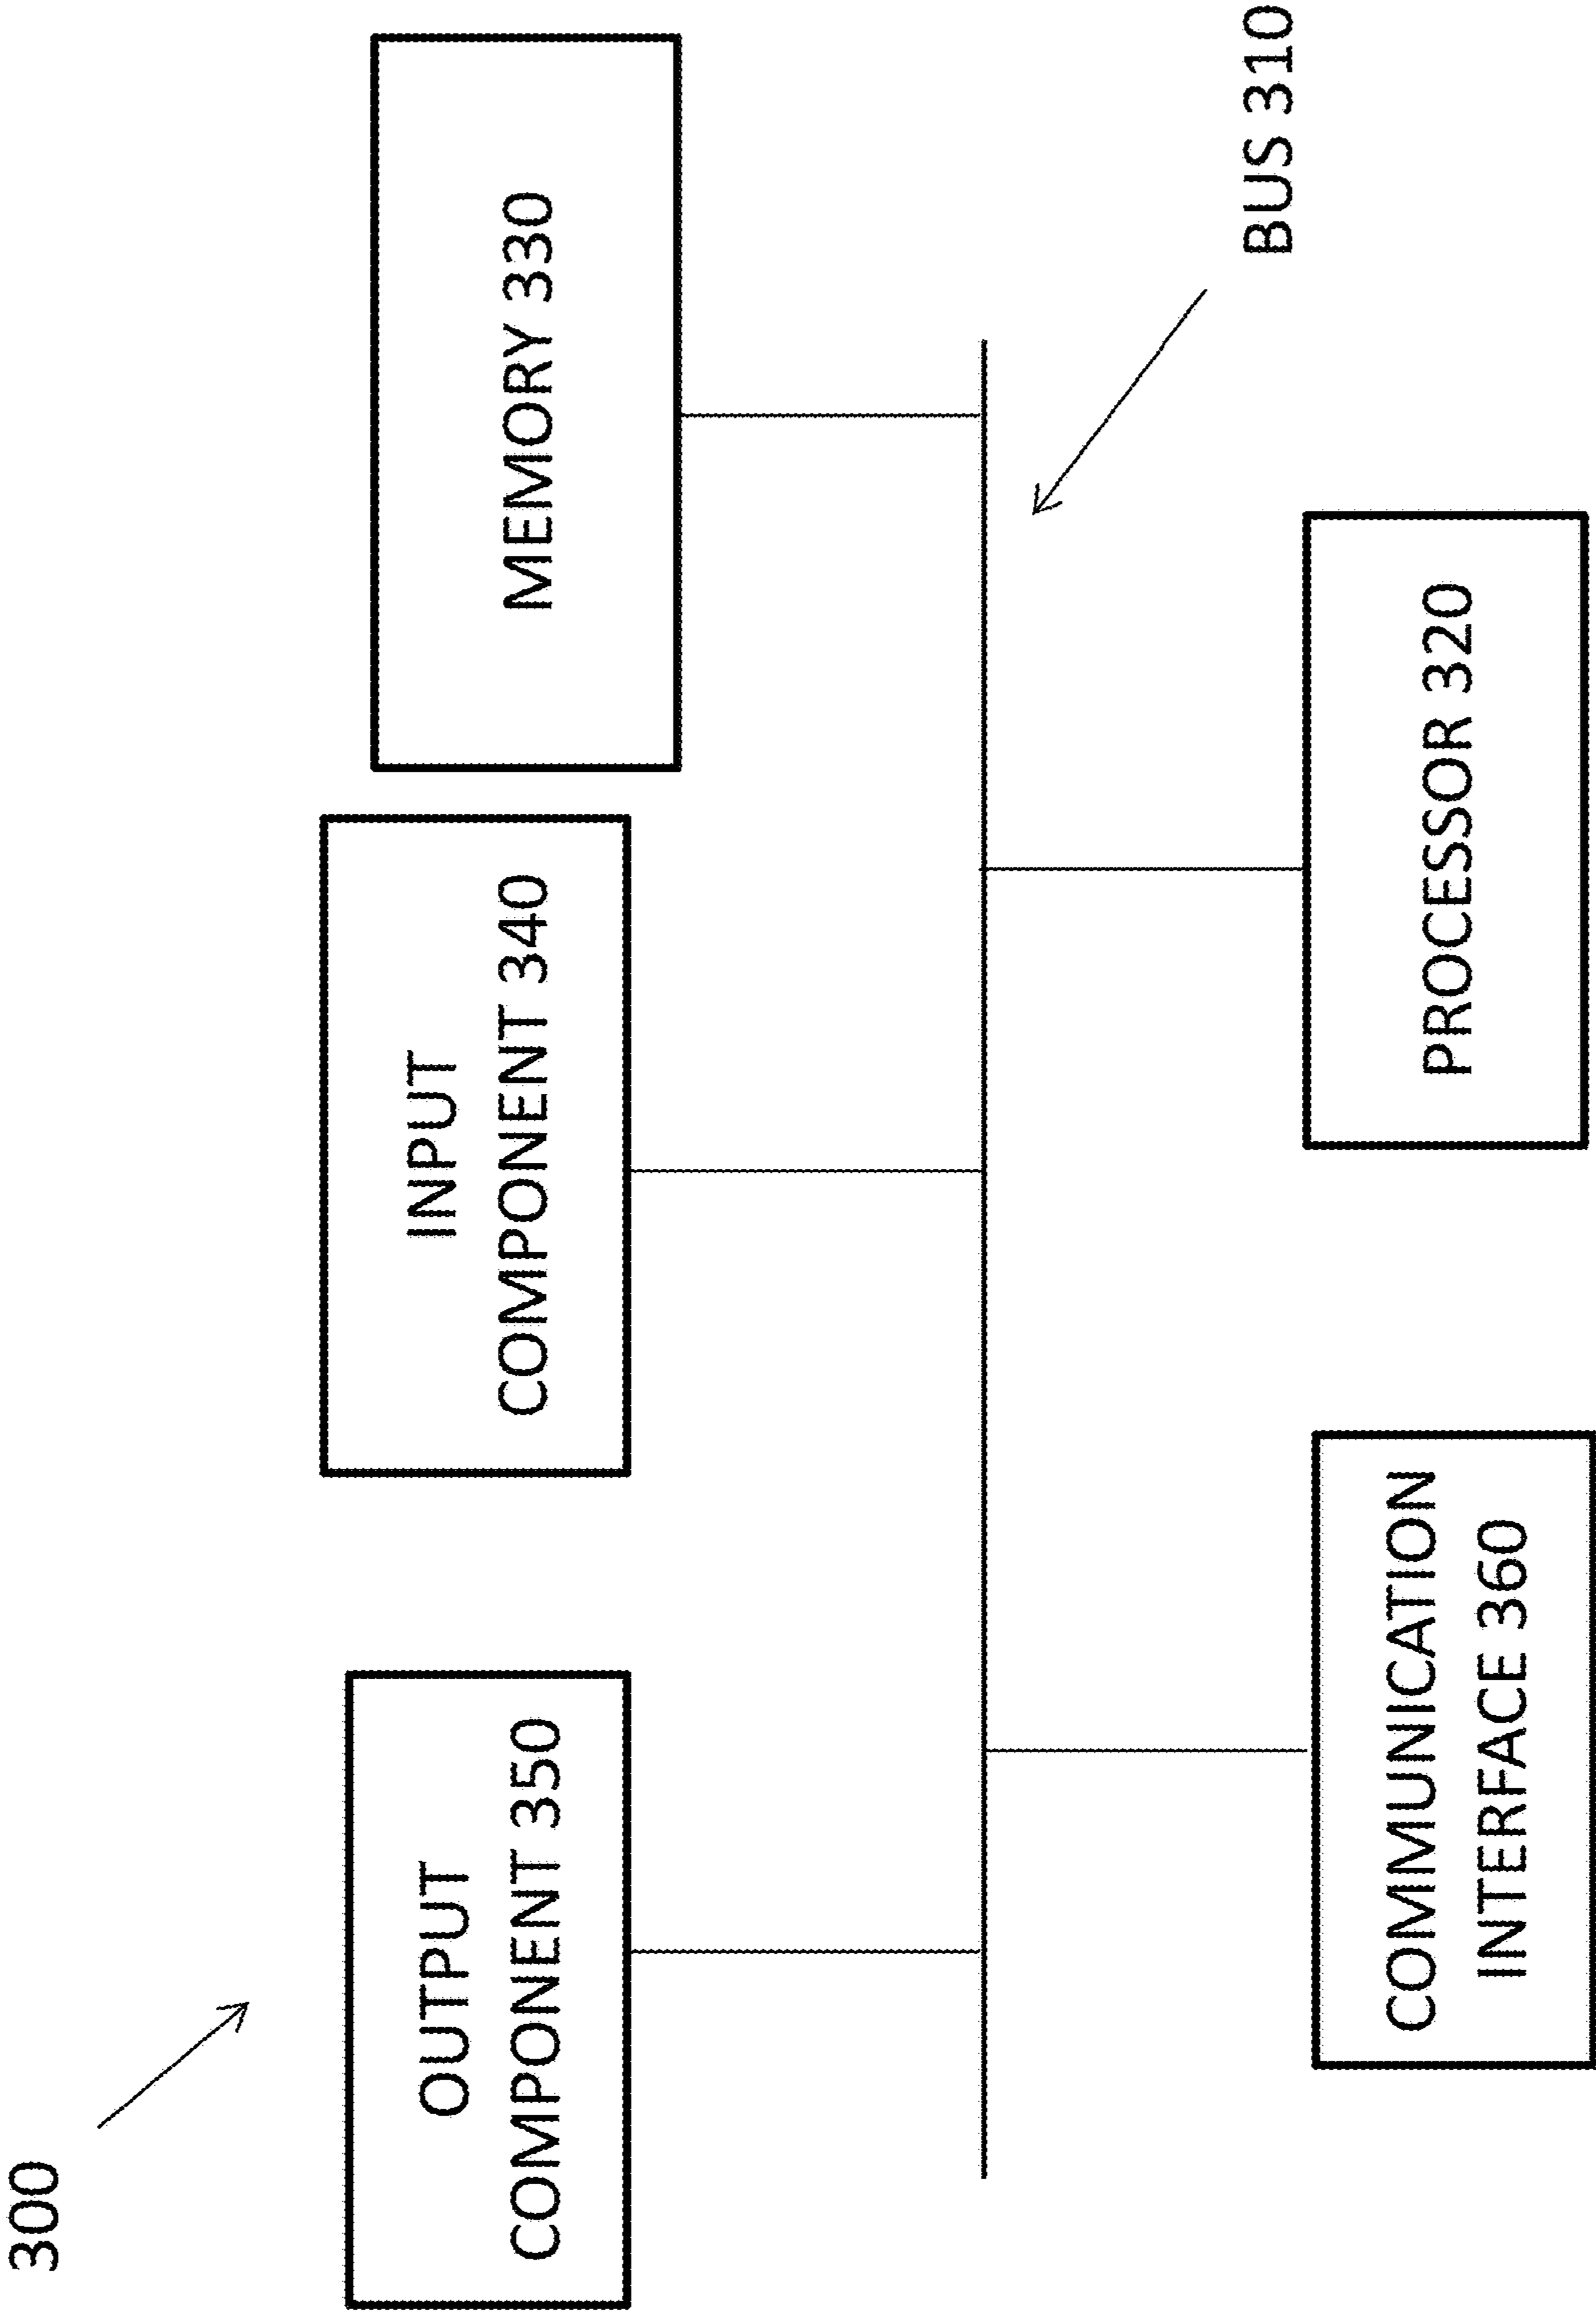 300
OUTPUT
COMPONENT 350
INPUT
COMPONENT 340
MEMORY 330
BUS 310
COMMUNICATION
INTERFACE 360
PROCESSOR 320